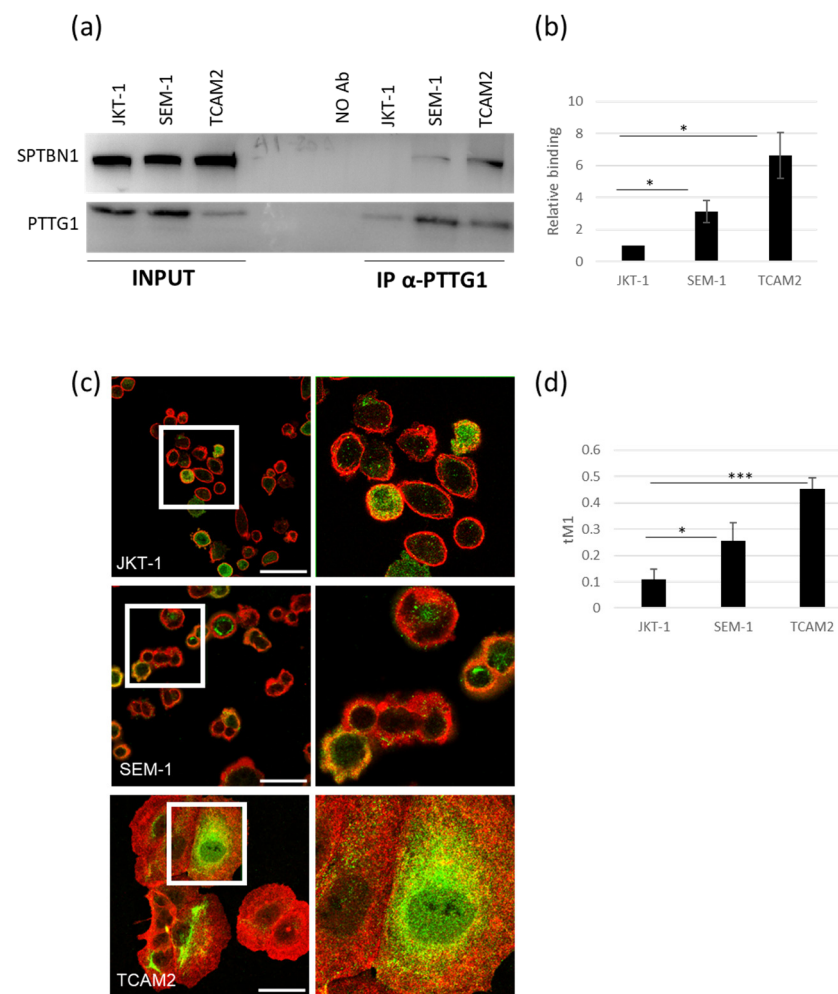 (a)
JKT-1
SEM-1
TCAM2
NO Ab
JKT-1
SEM-1
TCAM2
SPTBN1
PTTG1
INPUT
IP α-PTTG1
(b)
Relative binding
10
8
6
4
2
0
*
*
JKT-1
SEM-1
TCAM2
(c)
JKT-1
SEM-1
TCAM2
(d)
tM1
0.6
0.5
0.4
0.3
0.2
0.1
0
***
*
JKT-1
SEM-1
TCAM2